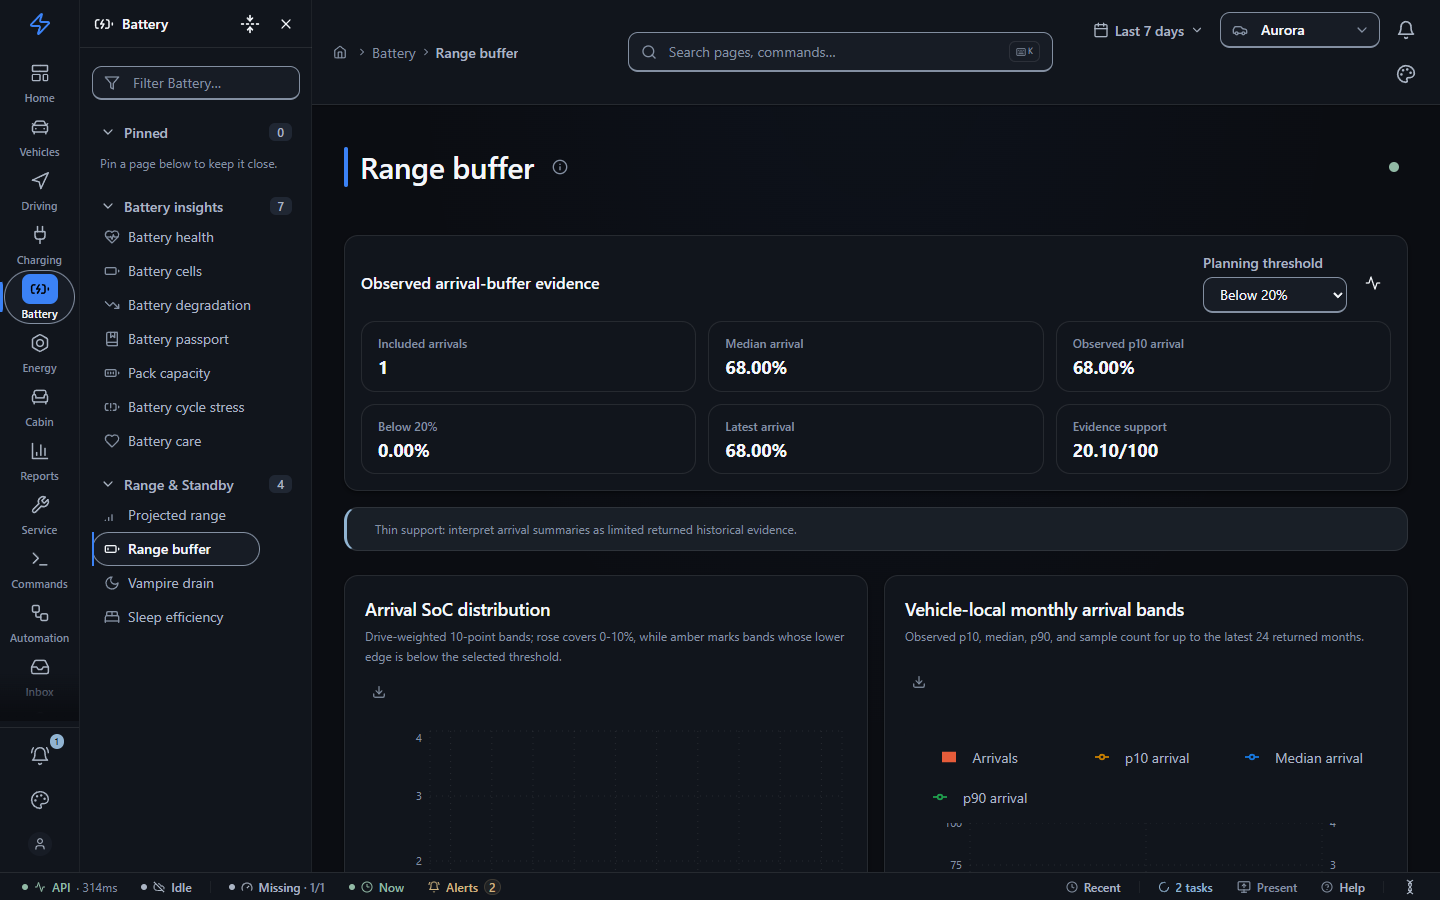 Home
Vehicles
Driving
Charging
Battery
Energy
Cabin
Reports
Service
Commands
Automation
Inbox
1
Battery
Filter Battery...
Pinned 0
Pin a page below to keep it close.
Battery insights 7
Battery health
Battery cells
Battery degradation
Battery passport
Pack capacity
Battery cycle stress
Battery care
Range & Standby 4
Projected range
Range buffer
Vampire drain
Sleep efficiency
Battery Range buffer
Search pages, commands...
K
Last 7 days
Aurora
Range buffer
Observed arrival-buffer evidence
Planning threshold
Below 20%
Included arrivals
1
Median arrival
68.00%
Observed p10 arrival
68.00%
Below 20%
0.00%
Latest arrival
68.00%
Evidence support
20.10/100
Thin support: interpret arrival summaries as limited returned historical evidence.
Arrival SoC distribution
Drive-weighted 10-point bands; rose covers 0-10%, while amber marks bands whose lower
edge is below the selected threshold.
4
3
2
Vehicle-local monthly arrival bands
Observed p10, median, p90, and sample count for up to the latest 24 returned months.
Arrivals
p10 arrival
Median arrival
p90 arrival
100 4
75 3
API · 314ms
Idle
Missing · 1/1
Now
Alerts 2
Recent
2 tasks
Present
Help